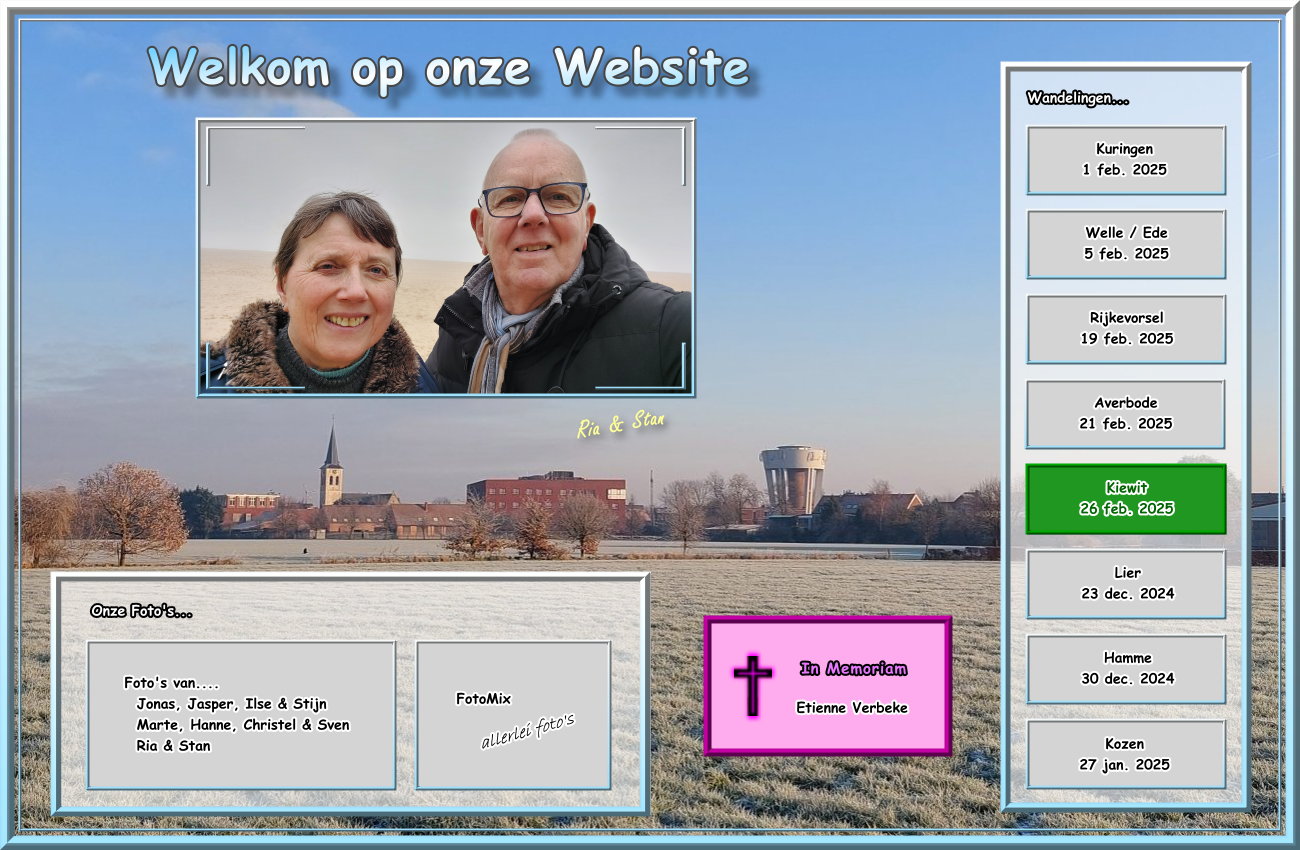 Welkom op onze Website
Ria & Stan
Wandelingen...
Kuringen
1 feb. 2025
Welle / Ede
5 feb. 2025
Rijkevorsel
19 feb. 2025
Averbode
21 feb. 2025
Kiewit
26 feb. 2025
Lier
23 dec. 2024
Hamme
30 dec. 2024
Kozen
27 jan. 2025
Onze Foto's...
Foto's van....
Jonas, Jasper, Ilse & Stijn
Marte, Hanne, Christel & Sven
Ria & Stan
FotoMix
allerlei foto's
In Memoriam
Etienne Verbeke